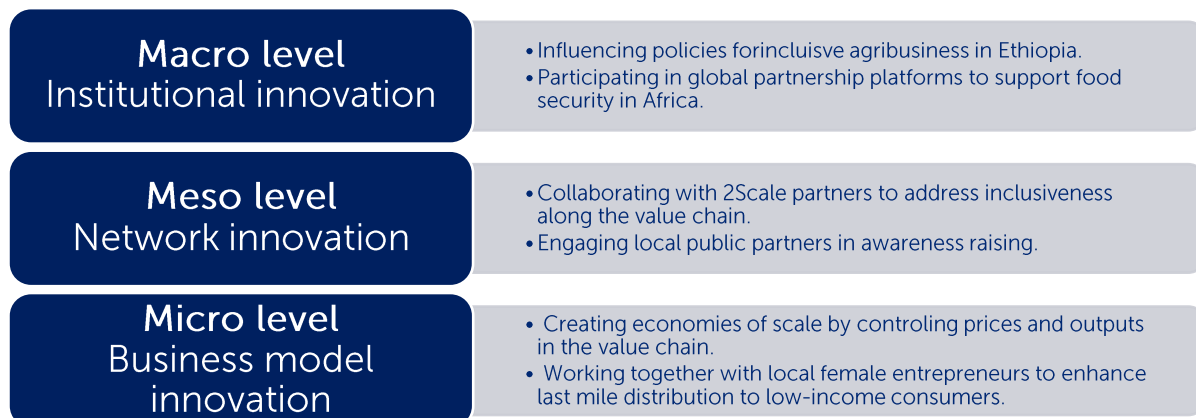 Macro level
Institutional innovation
• Influencing policies forincluisve agribusiness in Ethiopia.
• Participating in global partnership platforms to support food
security in Africa.
Meso level
Network innovation
• Collaborating with 2Scale partners to address inclusiveness
along the value chain.
• Engaging local public partners in awareness raising.
Micro level
Business model
innovation
• Creating economies of scale by controling prices and outputs
in the value chain.
• Working together with local female entrepreneurs to enhance
last mile distribution to low-income consumers.